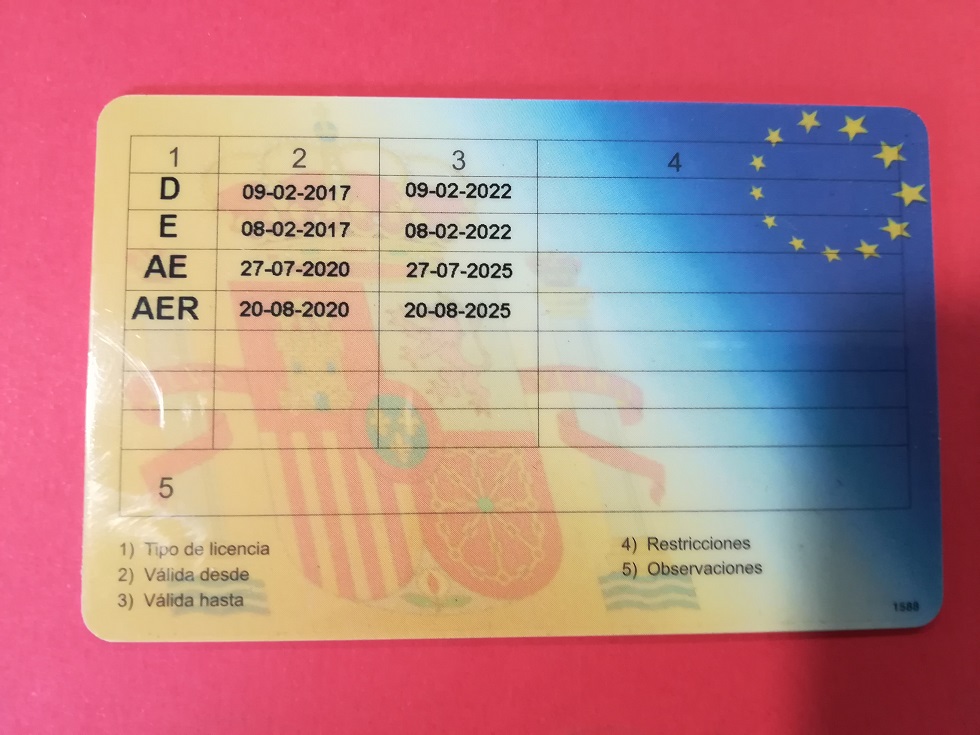 1 2 3 4
D 09-02-2017 09-02-2022
E 08-02-2017 08-02-2022
AE 27-07-2020 27-07-2025
AER 20-08-2020 20-08-2025
5
1) Tipo de licencia
2) Válida desde
3) Válida hasta
4) Restricciones
5) Observaciones
1588